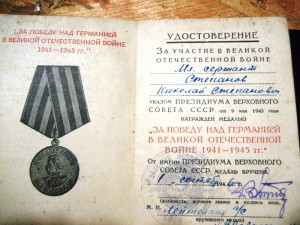 „ЗА ПОБЕДУ НАД ГЕРМАНИЕЙ
В ВЕЛИКОЙ ОТЕЧЕСТВЕННОЙ ВОЙНЕ
1941—1945 гг.“
УДОСТОВЕРЕНИЕ
ЗА УЧАСТИЕ В ВЕЛИКОЙ
ОТЕЧЕСТВЕННОЙ ВОЙНЕ
Мл. сержант
Степанов
Николай Степанович
УКАЗОМ ПРЕЗИДИУМА ВЕРХОВНОГО
СОВЕТА СССР от 9 мая 1945 года
НАГРАЖДЕН МЕДАЛЬЮ
„ЗА ПОБЕДУ НАД ГЕРМАНИЕЙ
В ВЕЛИКОЙ ОТЕЧЕСТВЕННОЙ
ВОЙНЕ 1941—1945 гг.“
ОТ ИМЕНИ ПРЕЗИДИУМА ВЕРХОВНОГО
СОВЕТА СССР МЕДАЛЬ ВРУЧЕНА
1 194
М. П.